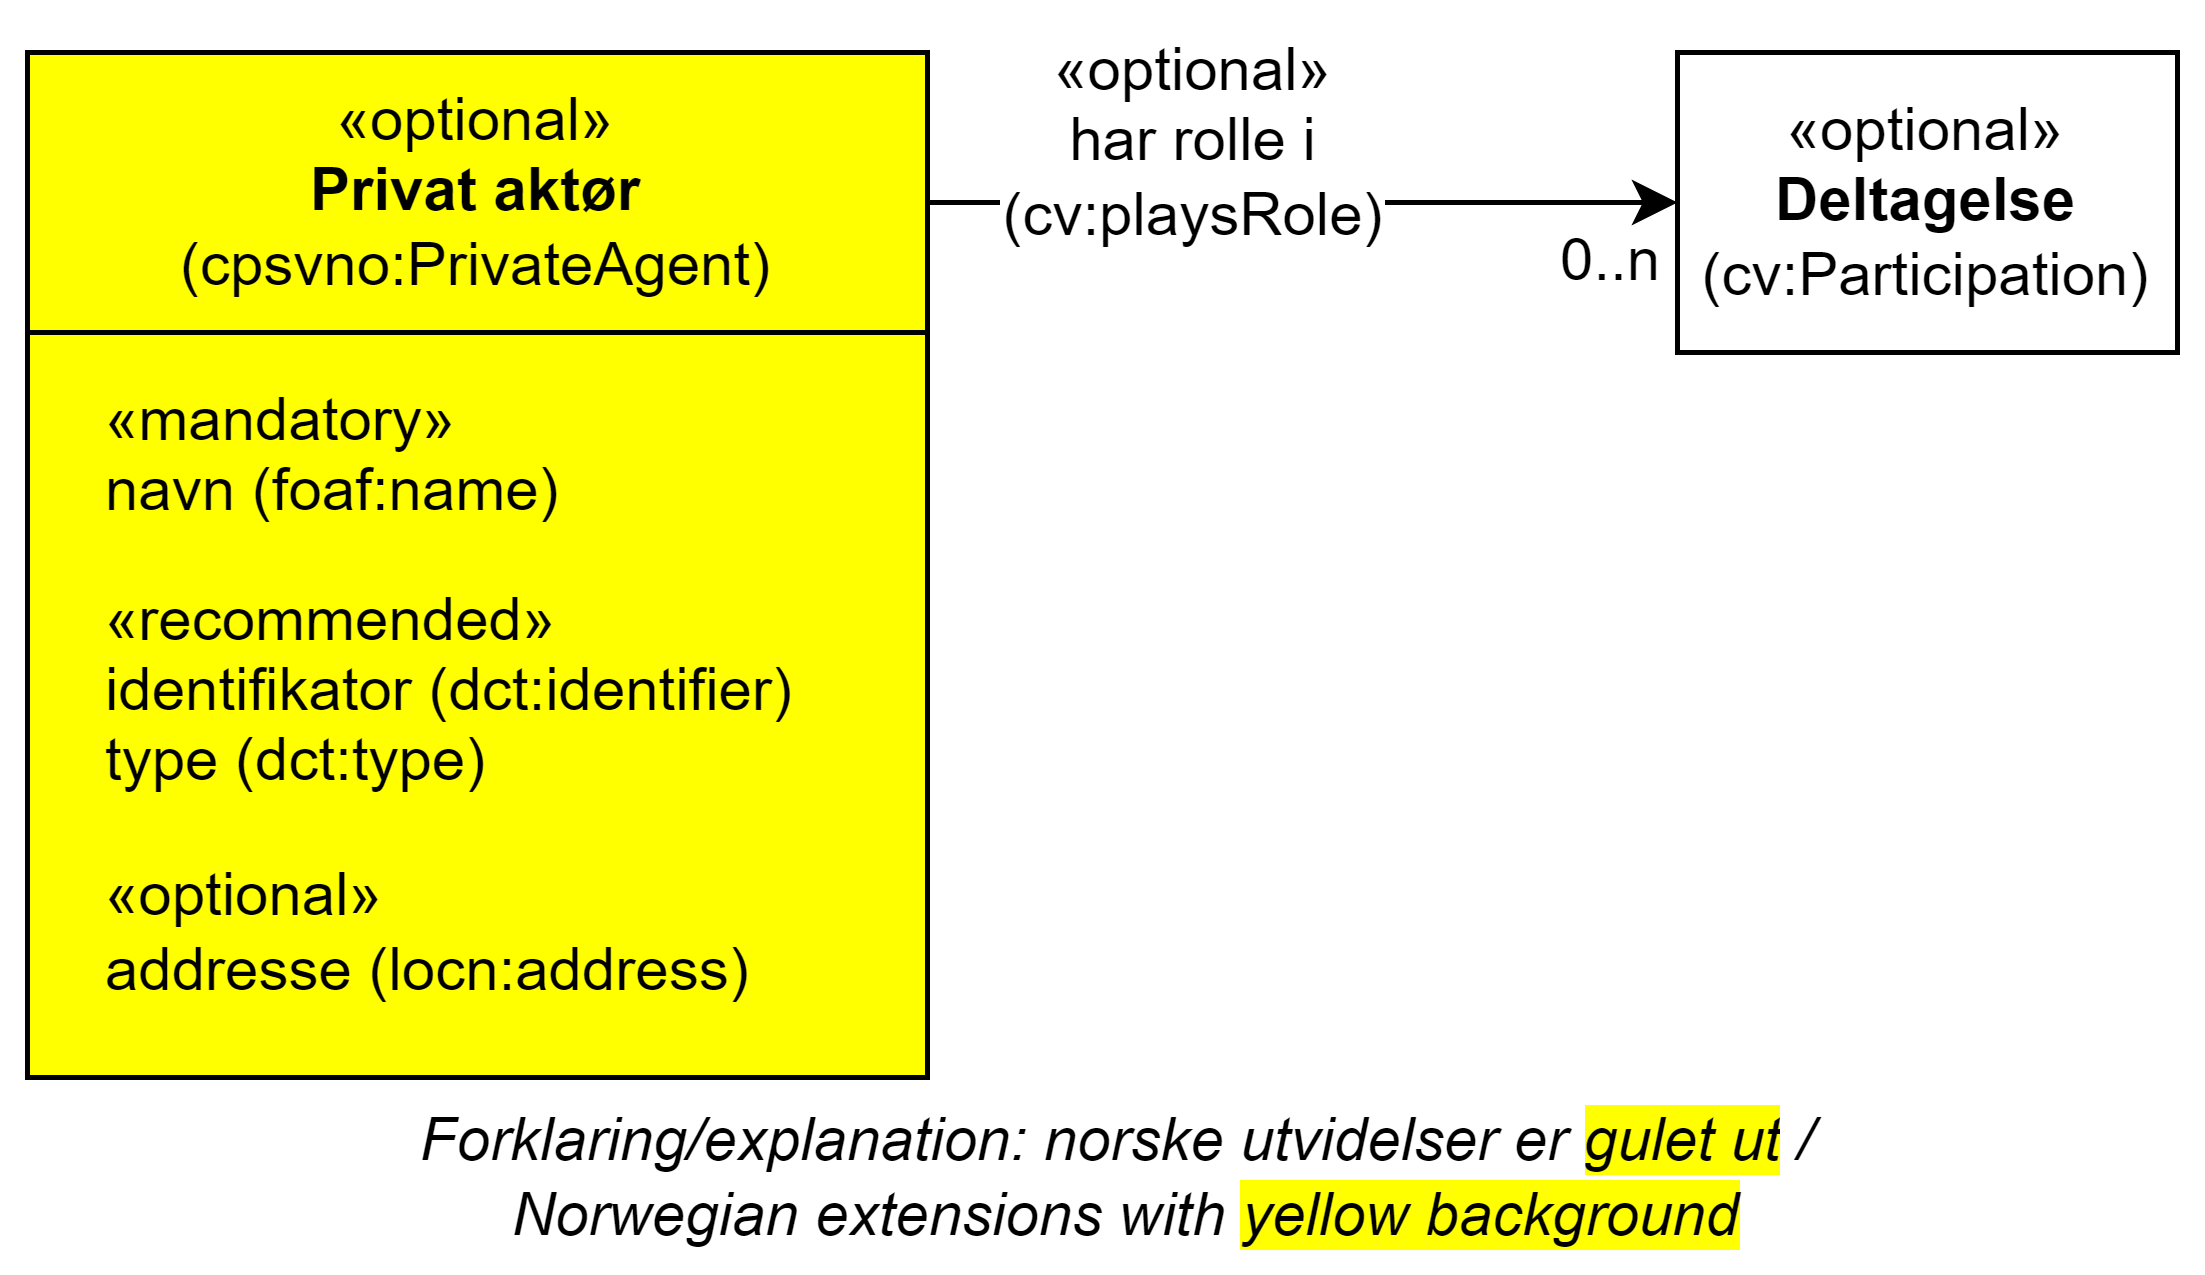 «optional»
Privat aktør
(cpsvno:PrivateAgent)
«mandatory»
navn (foaf:name)
«recommended»
identifikator (dct:identifier)
type (dct:type)
«optional»
addresse (locn:address)
«optional»
har rolle i
(cv:playsRole)
0..n
«optional»
Deltagelse
(cv:Participation)
Forklaring/explanation: norske utvidelser er gulet ut /
Norwegian extensions with yellow background